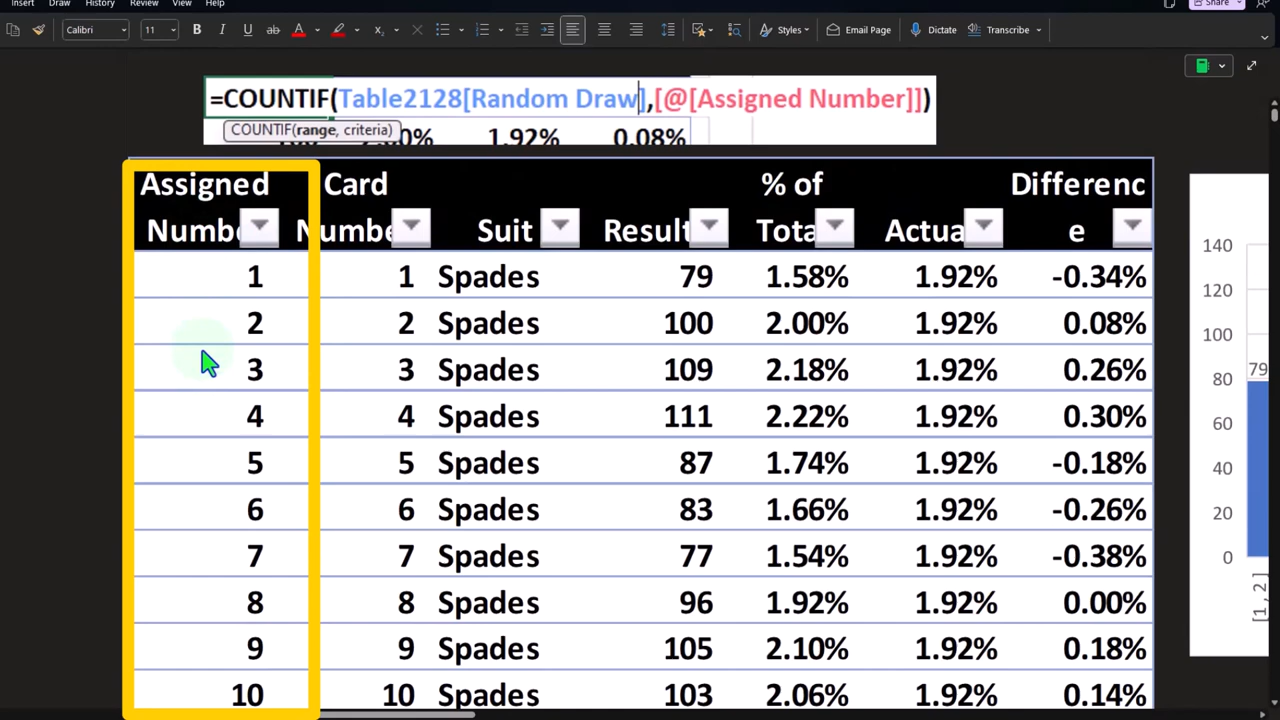 Insert Draw History Review View Help
Share
Calibri 11 B I U ab A x Styles Email Page Dictate Transcribe
=COUNTIF(Table2128[Random Draw],[@[Assigned Number]])
COUNTIF(range, criteria)
1.92% 0.08%
Assigned Card % of Differenc
Numbe Numbe Suit Result Tota Actua e
1 1 Spades 79 1.58% 1.92% -0.34%
2 2 Spades 100 2.00% 1.92% 0.08%
3 3 Spades 109 2.18% 1.92% 0.26%
4 4 Spades 111 2.22% 1.92% 0.30%
5 5 Spades 87 1.74% 1.92% -0.18%
6 6 Spades 83 1.66% 1.92% -0.26%
7 7 Spades 77 1.54% 1.92% -0.38%
8 8 Spades 96 1.92% 1.92% 0.00%
9 9 Spades 105 2.10% 1.92% 0.18%
10 10 Spades 103 2.06% 1.92% 0.14%
140
120
100
80
60
40
20
0
79
[1 , 2 ]